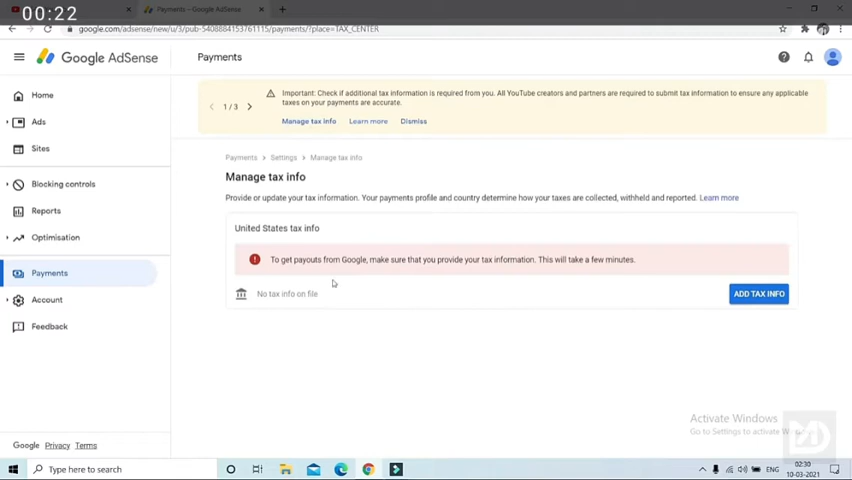 00:22
Payments – Google AdSense
google.com/adsense/new/u/3/pub-5408884153761115/payments/?place=TAX_CENTER
Google AdSense
Payments
Home
Ads
Sites
Blocking controls
Reports
Optimisation
Payments
Account
Feedback
Google Privacy Terms
1 / 3
Important: Check if additional tax information is required from you. All YouTube creators and partners are required to submit tax information to ensure any applicable
taxes on your payments are accurate.
Manage tax info Learn more Dismiss
Payments > Settings > Manage tax info
Manage tax info
Provide or update your tax information. Your payments profile and country determine how your taxes are collected, withheld and reported. Learn more
United States tax info
To get payouts from Google, make sure that you provide your tax information. This will take a few minutes.
No tax info on file
ADD TAX INFO
Activate Windows
Go to Settings to activate
Type here to search
ENG
02:30
10-03-2021